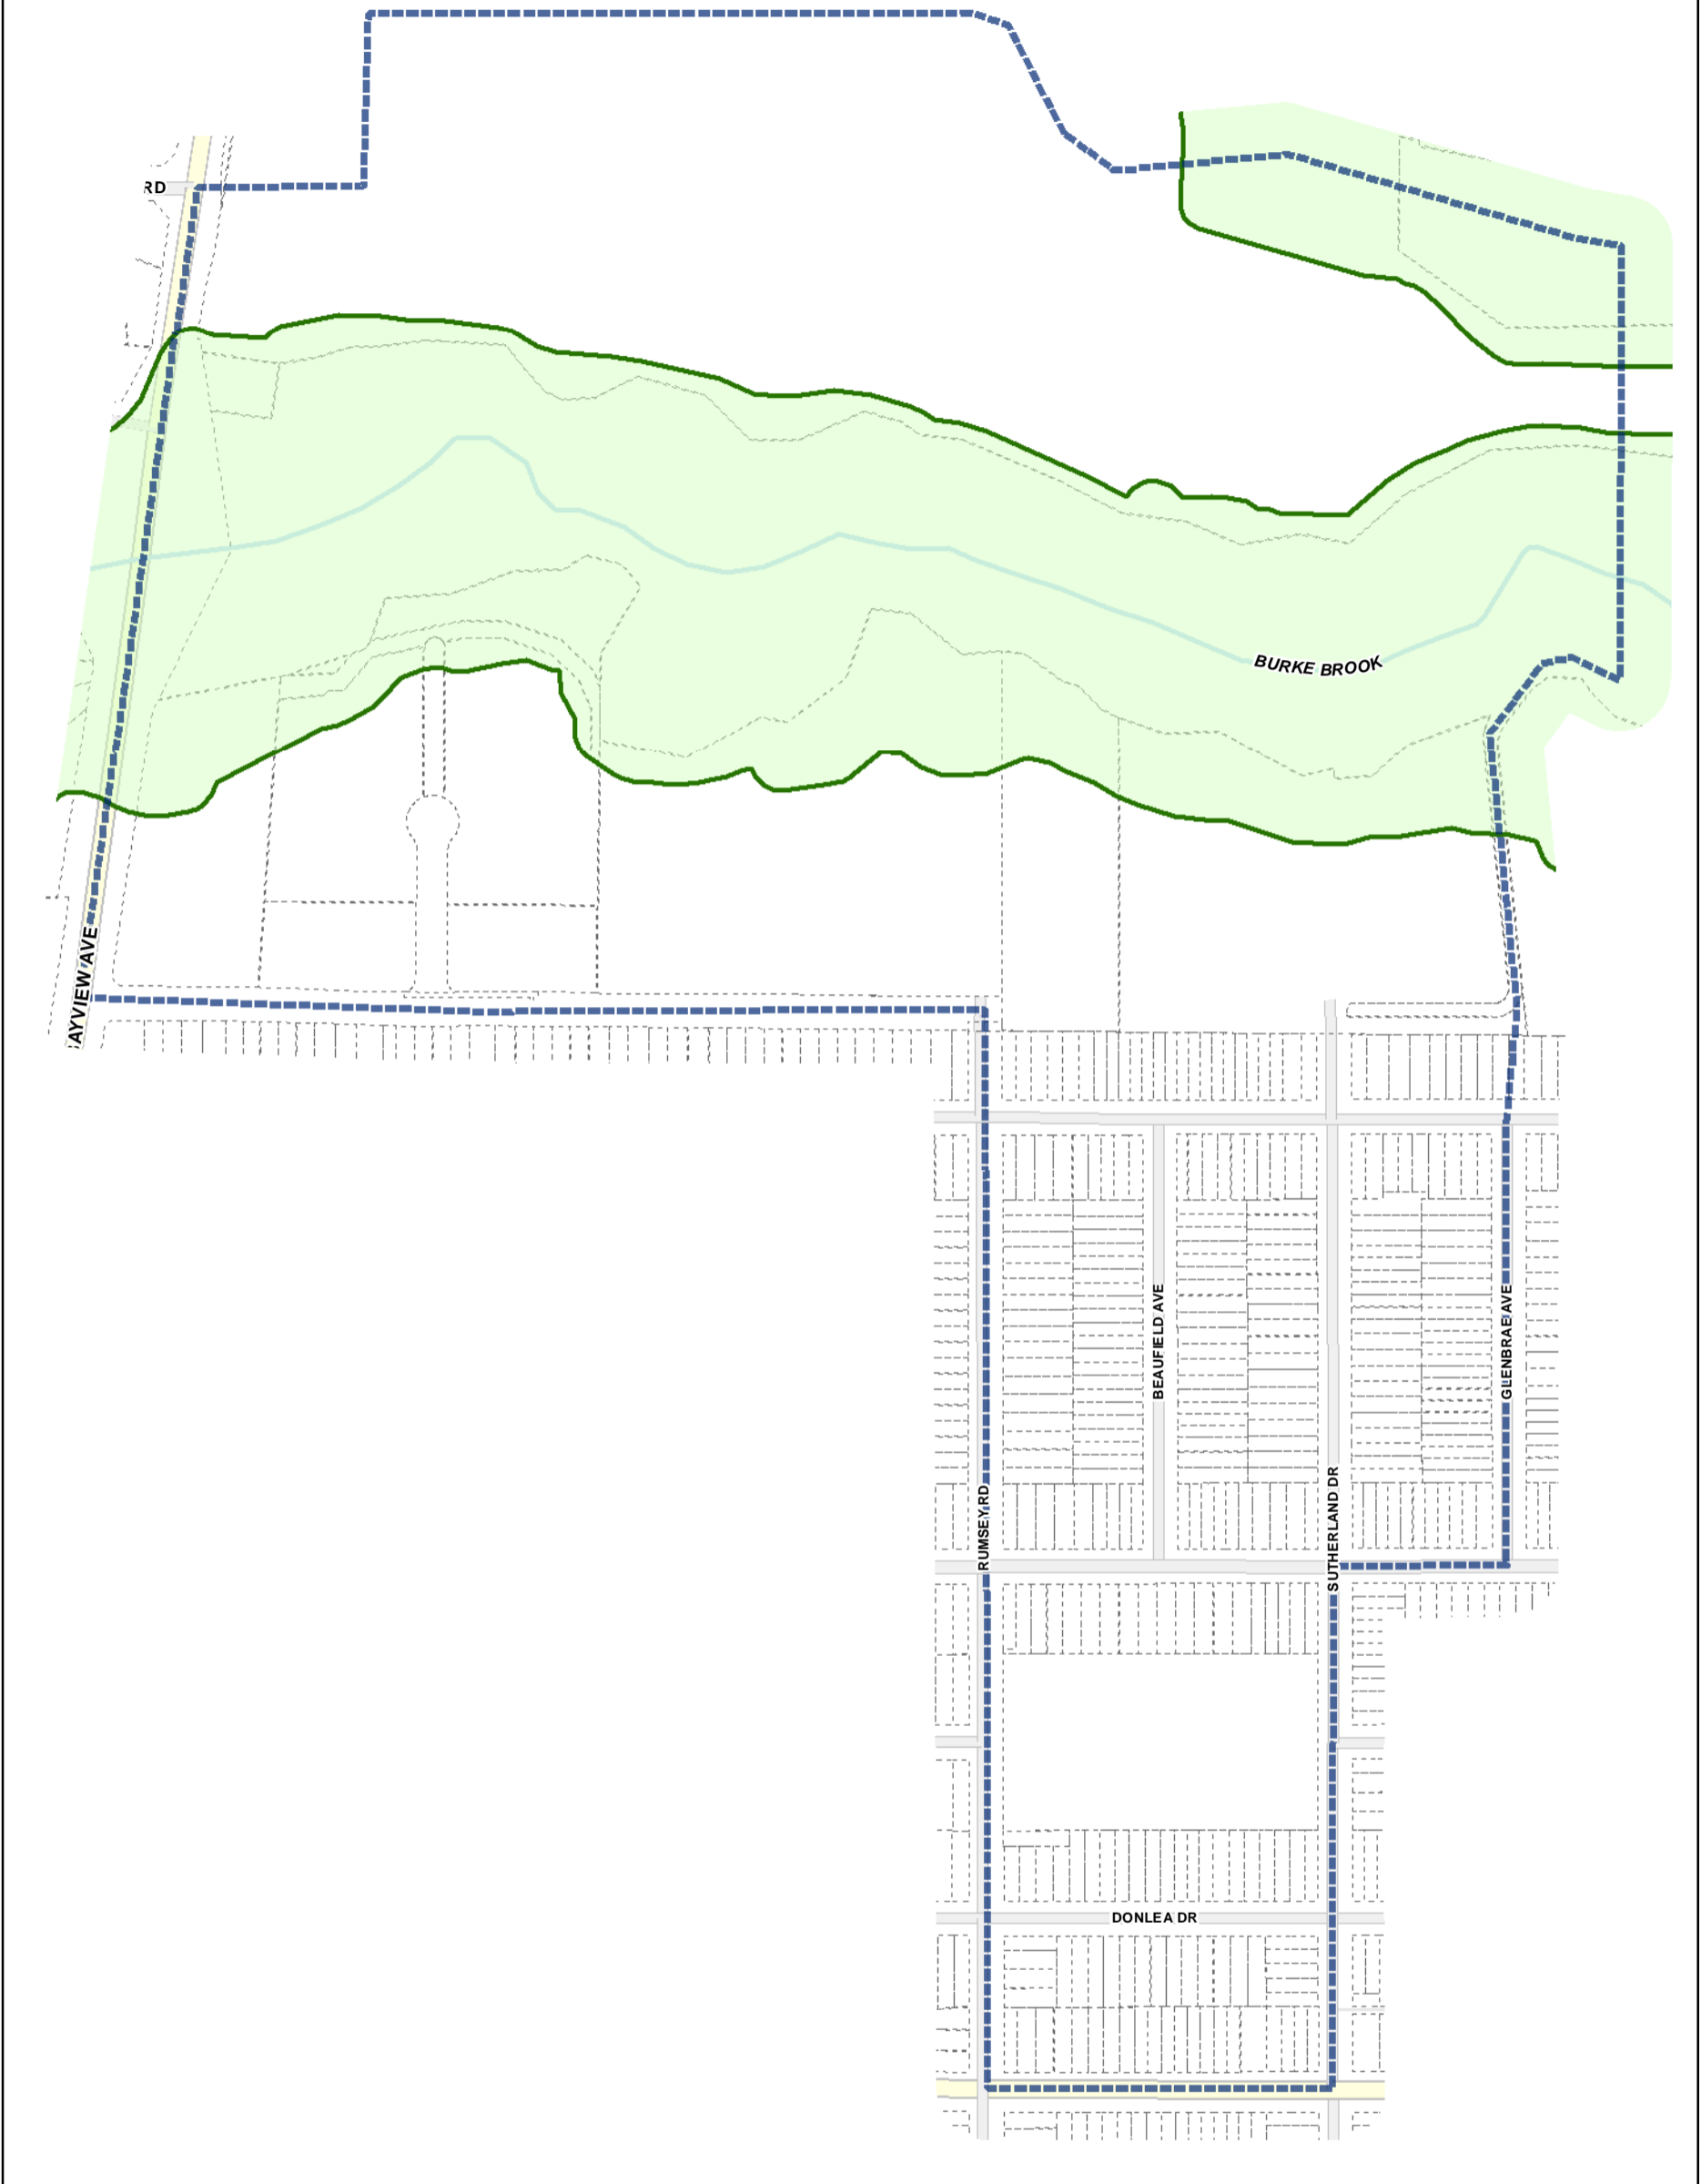 RD
BURKE BROOK
AYVIEW AVE
BEAUFIELD AVE
GLENBRAE AVE
RUMSEY RD
SUTHERLAND DR
DONLEA DR